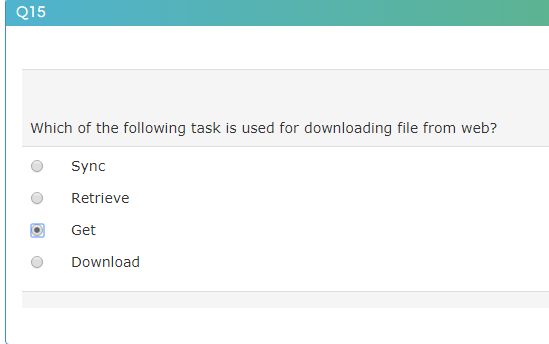 Q15
Which of the following task is used for downloading file from web?
Sync
Retrieve
Get
Download